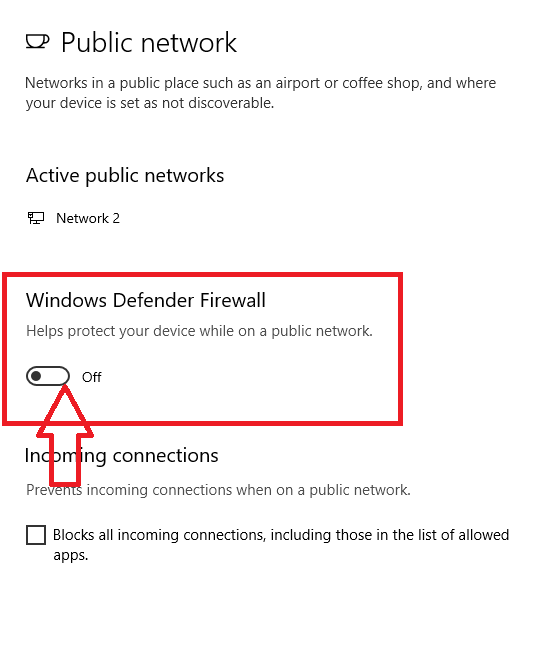 Public network
Networks in a public place such as an airport or coffee shop, and where
your device is set as not discoverable.
Active public networks
Network 2
Windows Defender Firewall
Helps protect your device while on a public network.
Off
Incoming connections
Prevents incoming connections when on a public network.
Blocks all incoming connections, including those in the list of allowed
apps.